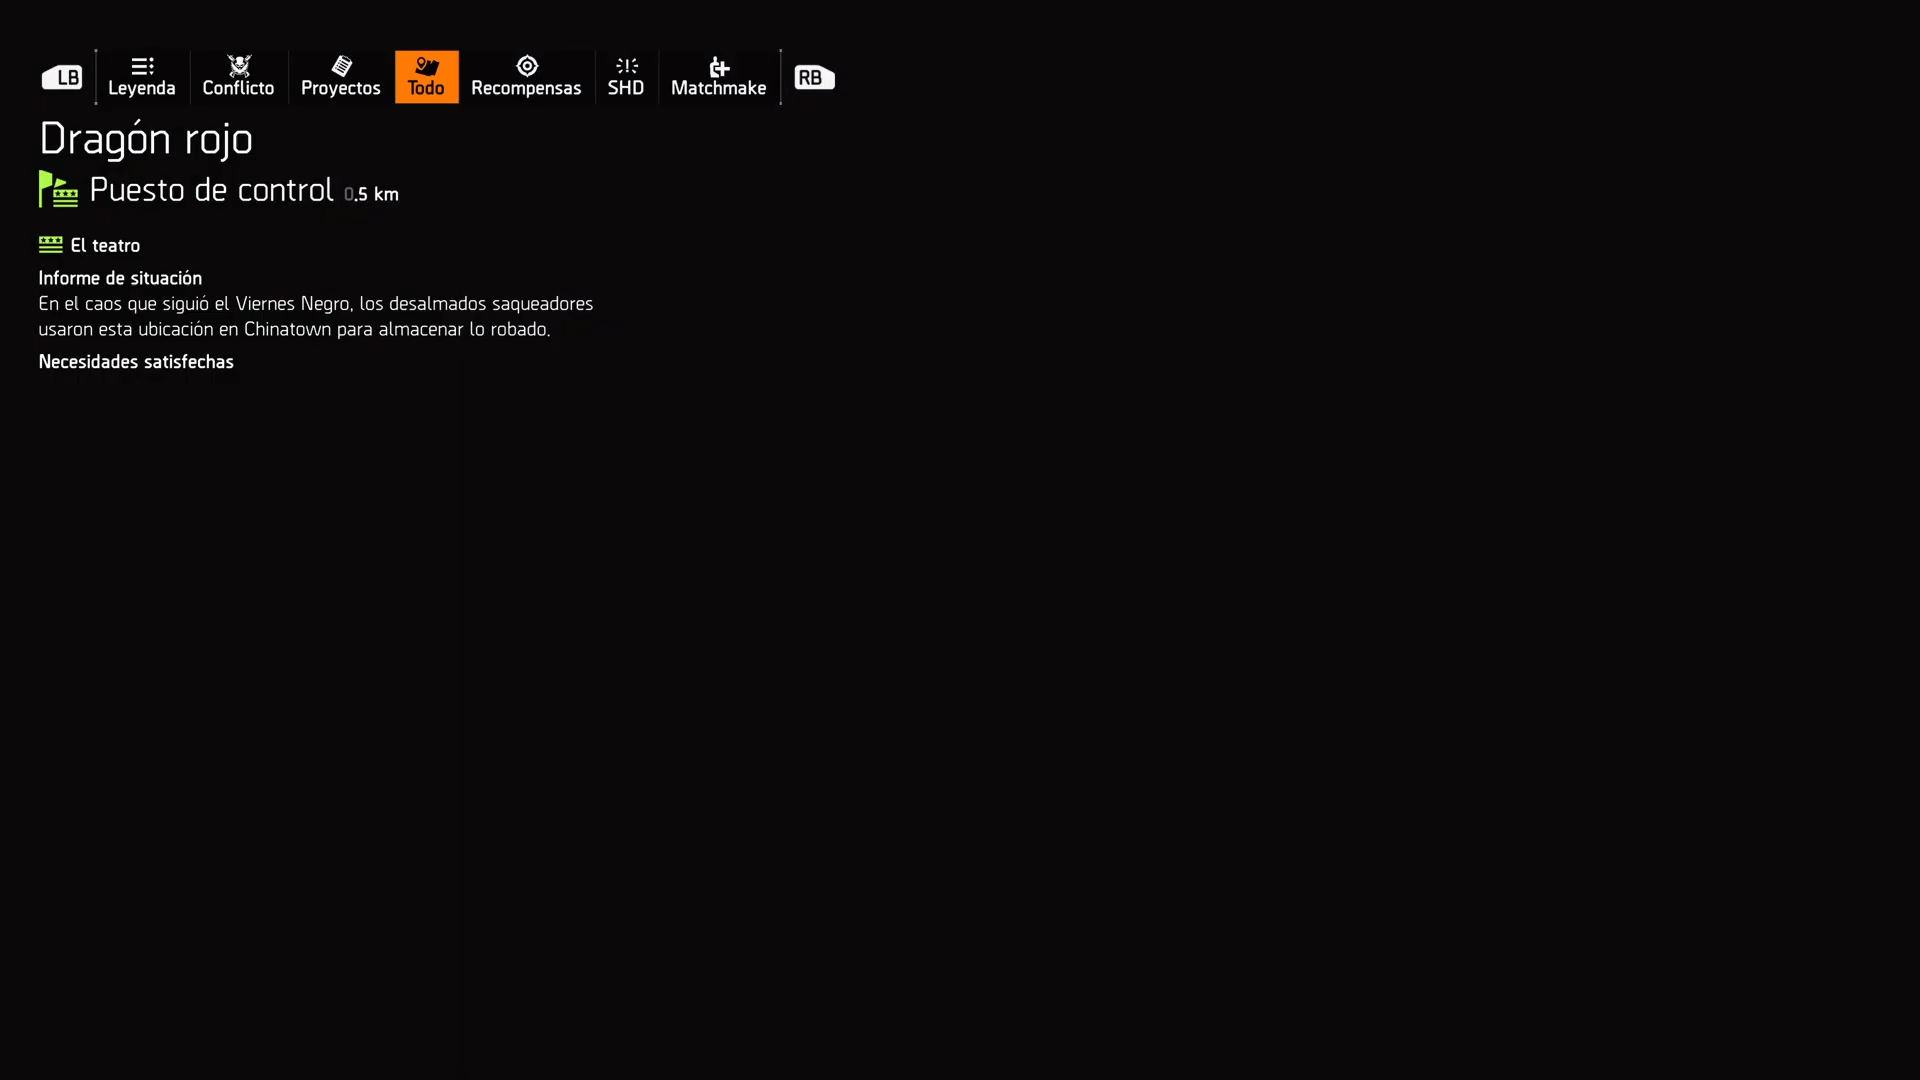 LB Leyenda Conflicto Proyectos Todo Recompensas SHD Matchmake RB
Dragón rojo
Puesto de control 0.5 km
El teatro
Informe de situación
En el caos que siguió el Viernes Negro, los desalmados saqueadores
usaron esta ubicación en Chinatown para almacenar lo robado.
Necesidades satisfechas